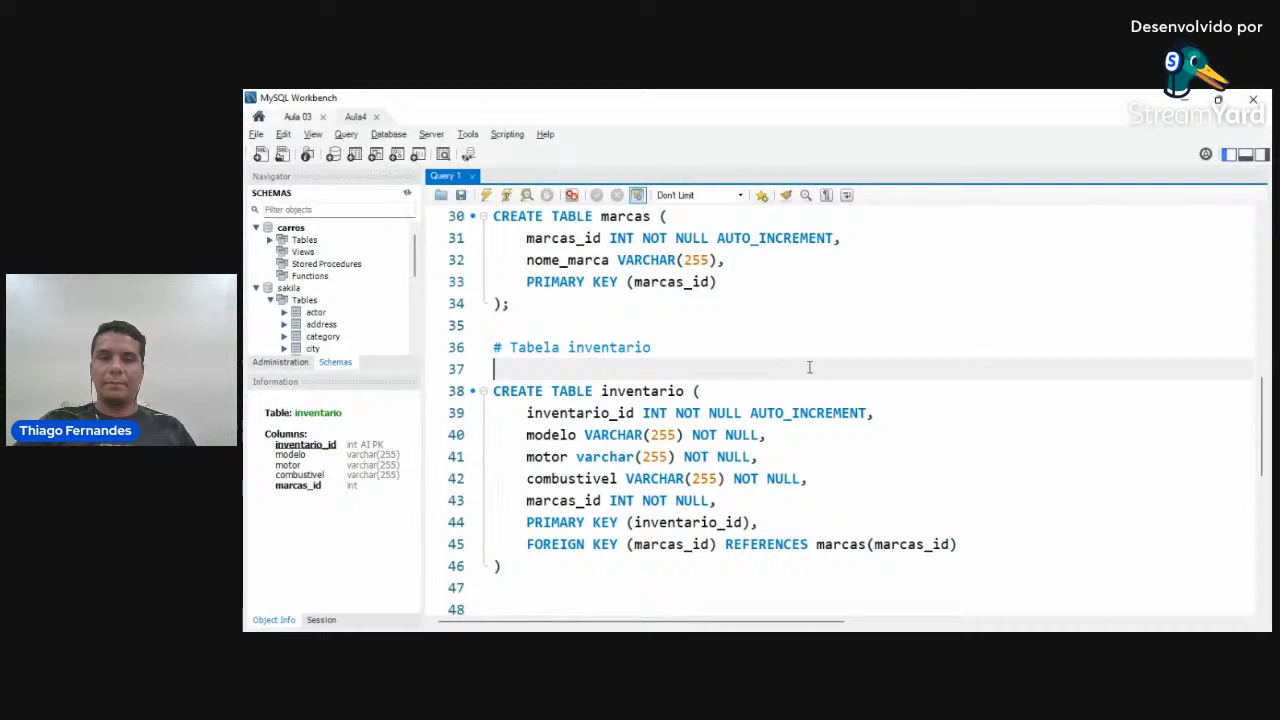 Desenvolvido por
S
StreamYard
MySQL Workbench
Aula 03
Aula4
File Edit View Query Database Server Tools Scripting Help
Navigator
Query 1
SCHEMAS
Don't Limit
Filter objects
carros
Tables
Views
Stored Procedures
Functions
sakila
Tables
actor
address
category
city
Administration Schemas
Information
Table: inventario
Columns:
inventario_id int AI PK
modelo varchar(255)
motor varchar(255)
combustivel varchar(255)
marcas_id int
Object Info Session
30 CREATE TABLE marcas (
31 marcas_id INT NOT NULL AUTO_INCREMENT,
32 nome_marca VARCHAR(255),
33 PRIMARY KEY (marcas_id)
34 );
35
36 # Tabela inventario
37
38 CREATE TABLE inventario (
39 inventario_id INT NOT NULL AUTO_INCREMENT,
40 modelo VARCHAR(255) NOT NULL,
41 motor varchar(255) NOT NULL,
42 combustivel VARCHAR(255) NOT NULL,
43 marcas_id INT NOT NULL,
44 PRIMARY KEY (inventario_id),
45 FOREIGN KEY (marcas_id) REFERENCES marcas(marcas_id)
46 )
47
48
Thiago Fernandes